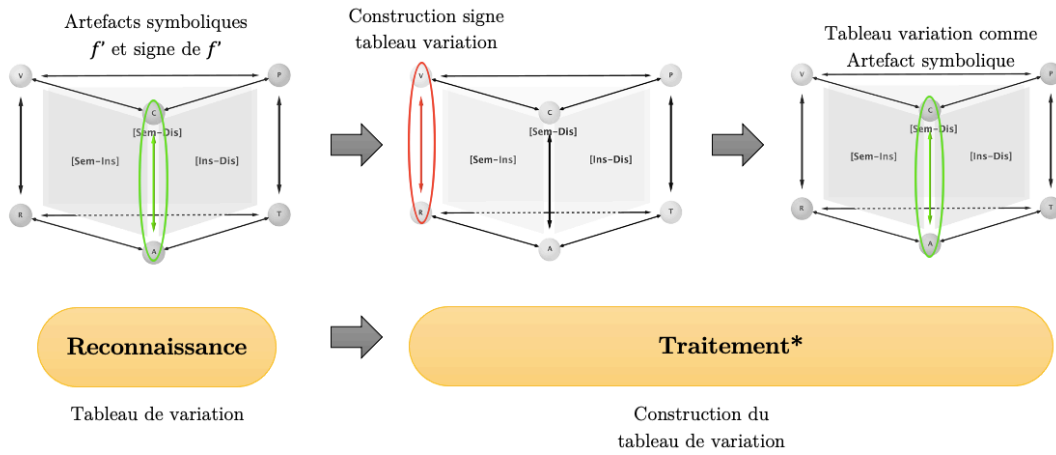 Artefacts symboliques
f' et signe de f'
Construction signe
tableau variation
Tableau variation comme
Artefact symbolique
V
P
C
[Sem-Dis]
[Sem-Ins]
[Ins-Dis]
R
T
A
V
P
C
[Sem-Dis]
[Sem-Ins]
[Ins-Dis]
R
T
A
V
P
C
[Sem-Dis]
[Sem-Ins]
[Ins-Dis]
R
T
A
Reconnaissance
Traitement*
Tableau de variation
Construction du
tableau de variation